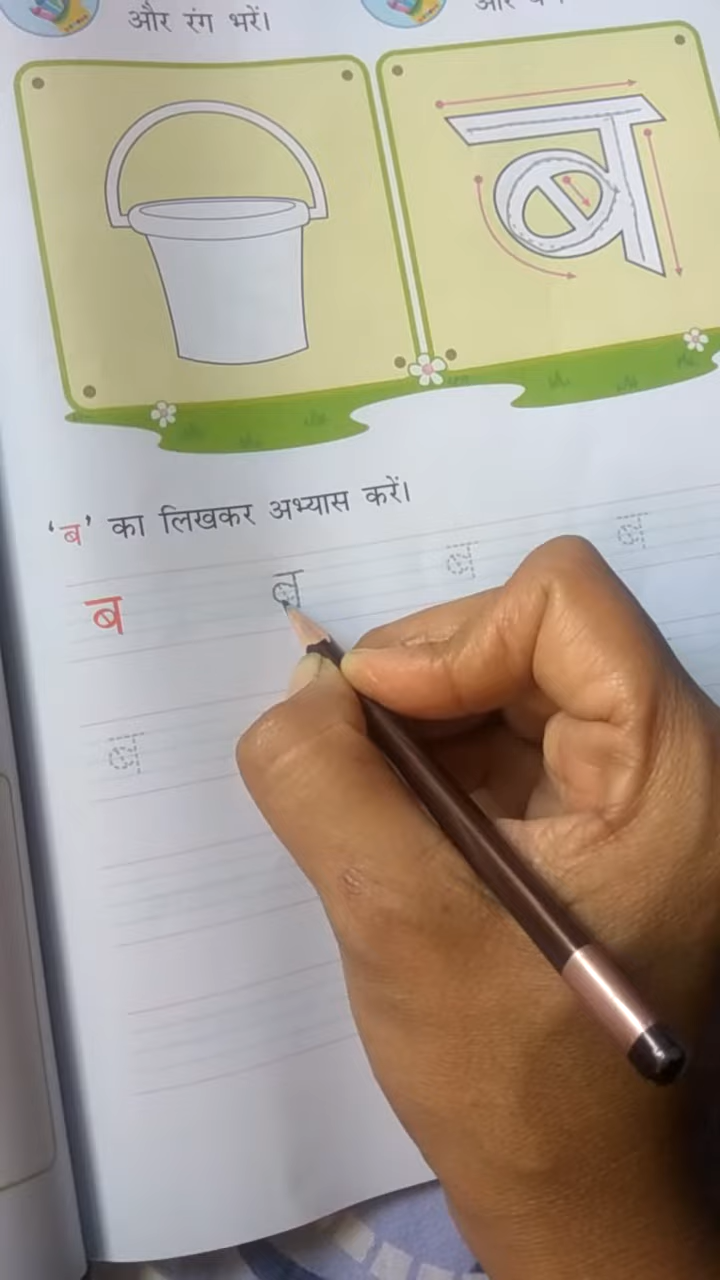 और रंग भरें।
ब
‘ब’ का लिखकर अभ्यास करें।
ब ब ब ब
ब